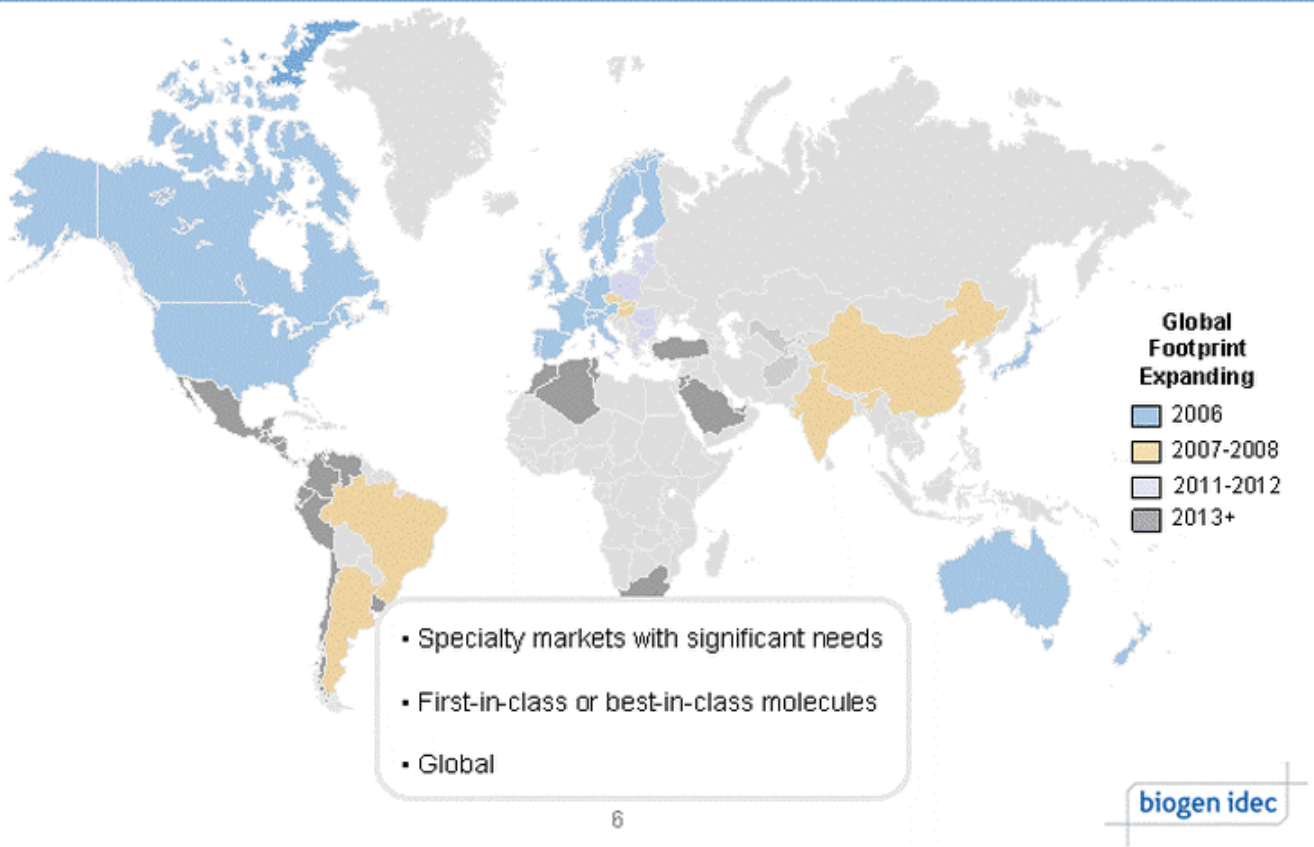 Global
Footprint
Expanding
2006
2007-2008
2011-2012
2013+
▪ Specialty markets with significant needs
▪ First-in-class or best-in-class molecules
▪ Global
6
biogen idec